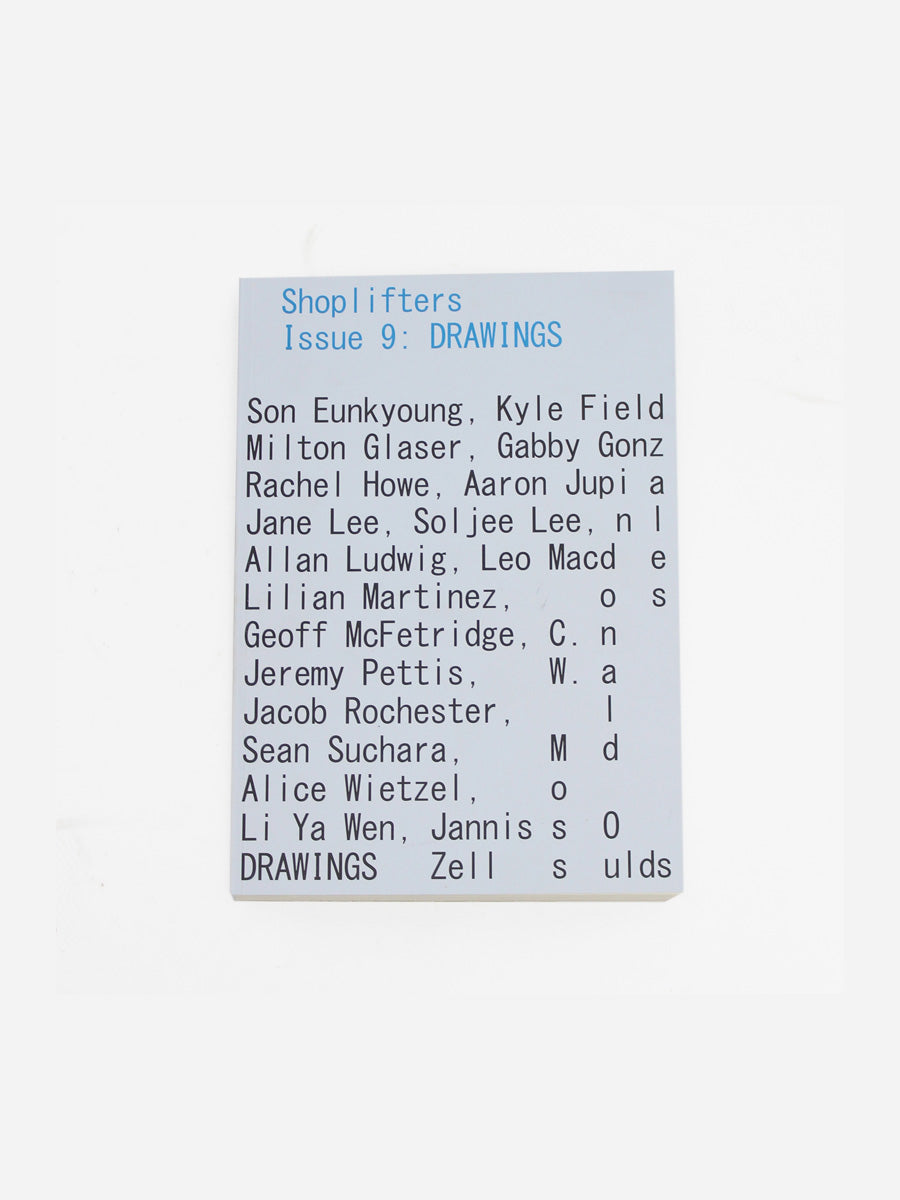 Shoplifters
Issue 9: DRAWINGS
Son Eunkyoung, Kyle Field
Milton Glaser, Gabby Gonz
Rachel Howe, Aaron Jupi a
Jane Lee, Soljee Lee, n l
Allan Ludwig, Leo Macd e
Lilian Martinez, o s
Geoff McFetridge, C. n
Jeremy Pettis, W. a
Jacob Rochester, l
Sean Suchara, M d
Alice Wietzel, o
Li Ya Wen, Jannis s O
DRAWINGS Zell s ulds